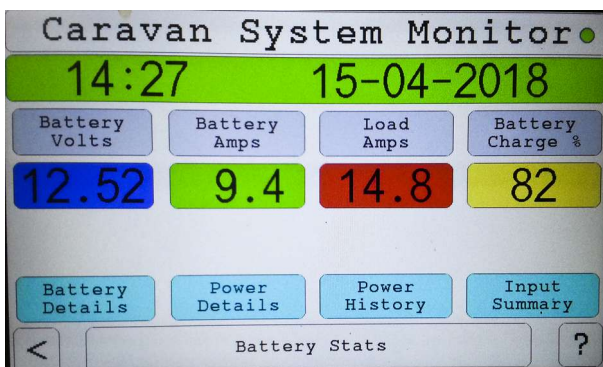 Caravan System Monitor
14:27 15-04-2018
Battery Volts
Battery Amps
Load Amps
Battery Charge %
12.52 9.4 14.8 82
Battery Details
Power Details
Power History
Input Summary
< Battery Stats ?